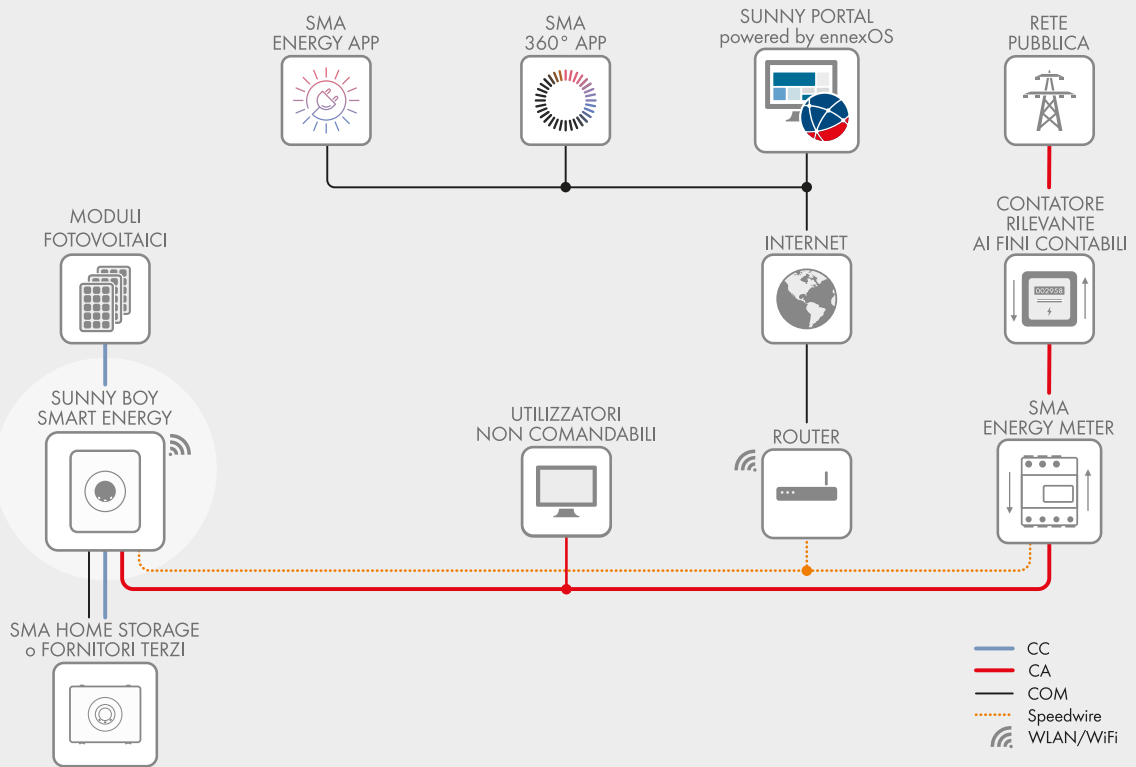 SMA
ENERGY APP
SMA
360° APP
SUNNY PORTAL
powered by ennexOS
RETE
PUBBLICA
MODULI
FOTOVOLTAICI
INTERNET
CONTATORE
RILEVANTE
AI FINI CONTABILI
002958
SUNNY BOY
SMART ENERGY
UTILIZZATORI
NON COMANDABILI
ROUTER
SMA
ENERGY METER
SMA HOME STORAGE
o FORNITORI TERZI
CC
CA
COM
Speedwire
WLAN/WiFi